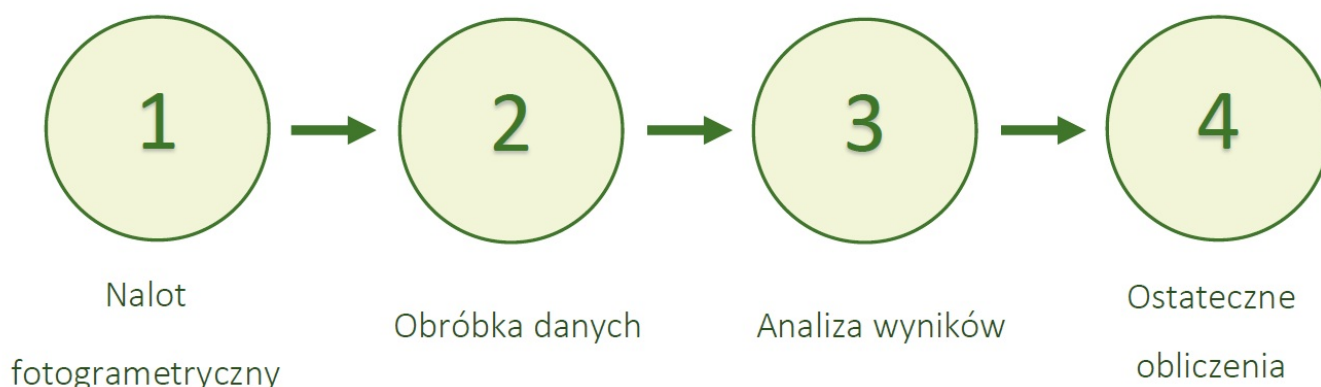 1
2
3
4
Nalot
fotogrametryczny
Obróbka danych
Analiza wyników
Ostateczne
obliczenia